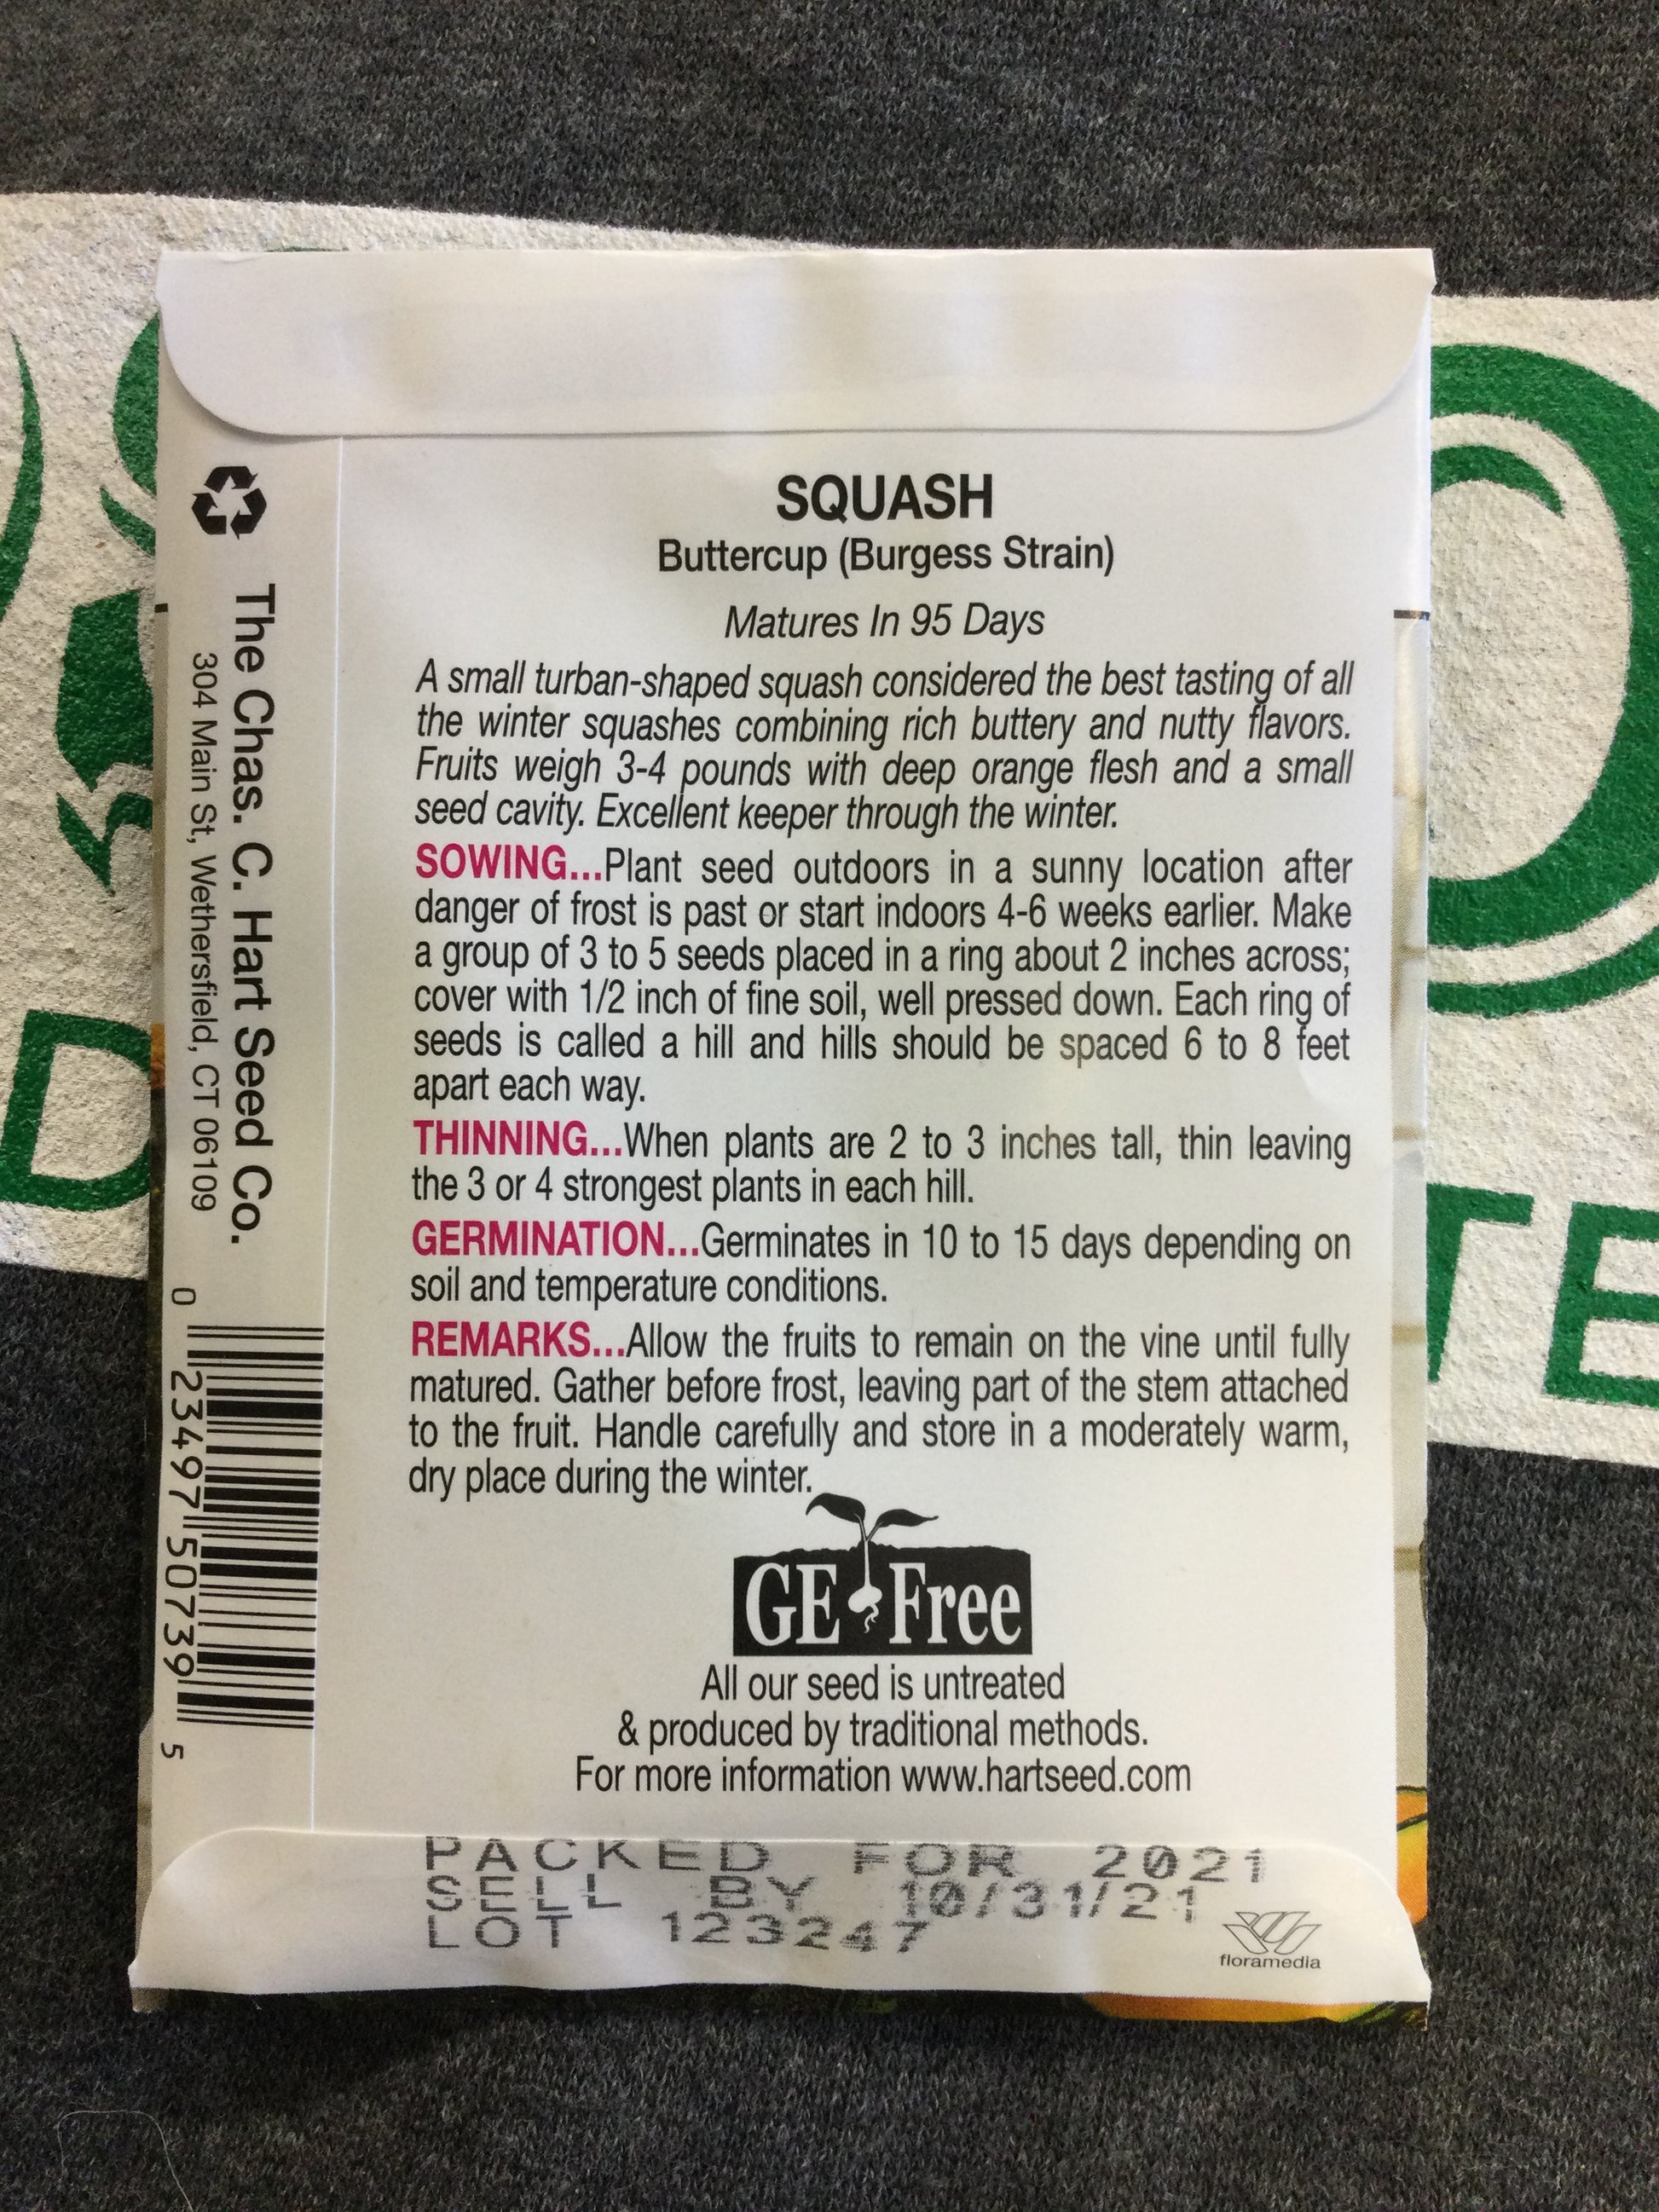 SQUASH
Buttercup (Burgess Strain)
Matures In 95 Days
A small turban-shaped squash considered the best tasting of all
the winter squashes combining rich buttery and nutty flavors.
Fruits weigh 3-4 pounds with deep orange flesh and a small
seed cavity. Excellent keeper through the winter.
SOWING...Plant seed outdoors in a sunny location after
danger of frost is past or start indoors 4-6 weeks earlier. Make
a group of 3 to 5 seeds placed in a ring about 2 inches across;
cover with 1/2 inch of fine soil, well pressed down. Each ring of
seeds is called a hill and hills should be spaced 6 to 8 feet
apart each way.
THINNING...When plants are 2 to 3 inches tall, thin leaving
the 3 or 4 strongest plants in each hill.
GERMINATION...Germinates in 10 to 15 days depending on
soil and temperature conditions.
REMARKS...Allow the fruits to remain on the vine until fully
matured. Gather before frost, leaving part of the stem attached
to the fruit. Handle carefully and store in a moderately warm,
dry place during the winter.
GE Free
All our seed is untreated
& produced by traditional methods.
For more information www.hartseed.com
PACKED FOR 2021
SELL BY 10/31/21
LOT 123247
floramedia
The Chas. C. Hart Seed Co.
304 Main St, Wethersfield, CT 06109
0 23497 50739 5
D
TE